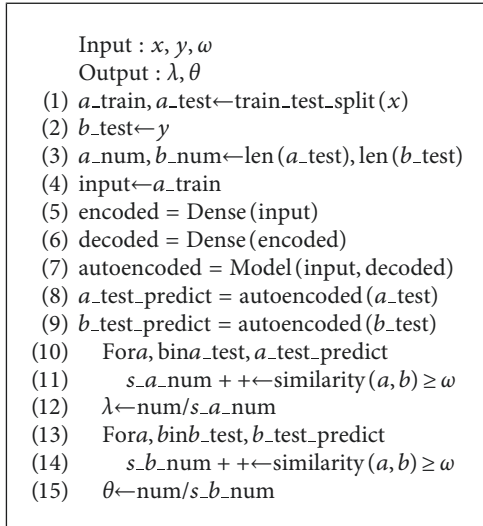 Input : x, y, ω
Output : λ, θ
(1) a_train, a_test←train_test_split(x)
(2) b_test←y
(3) a_num, b_num←len(a_test), len(b_test)
(4) input←a_train
(5) encoded = Dense(input)
(6) decoded = Dense(encoded)
(7) autoencoded = Model(input, decoded)
(8) a_test_predict = autoencoded(a_test)
(9) b_test_predict = autoencoded(b_test)
(10) Fora, bina_test, a_test_predict
(11) s_a_num + +←similarity(a, b) ≥ ω
(12) λ←num/s_a_num
(13) Fora, binb_test, b_test_predict
(14) s_b_num + +←similarity(a, b) ≥ ω
(15) θ←num/s_b_num